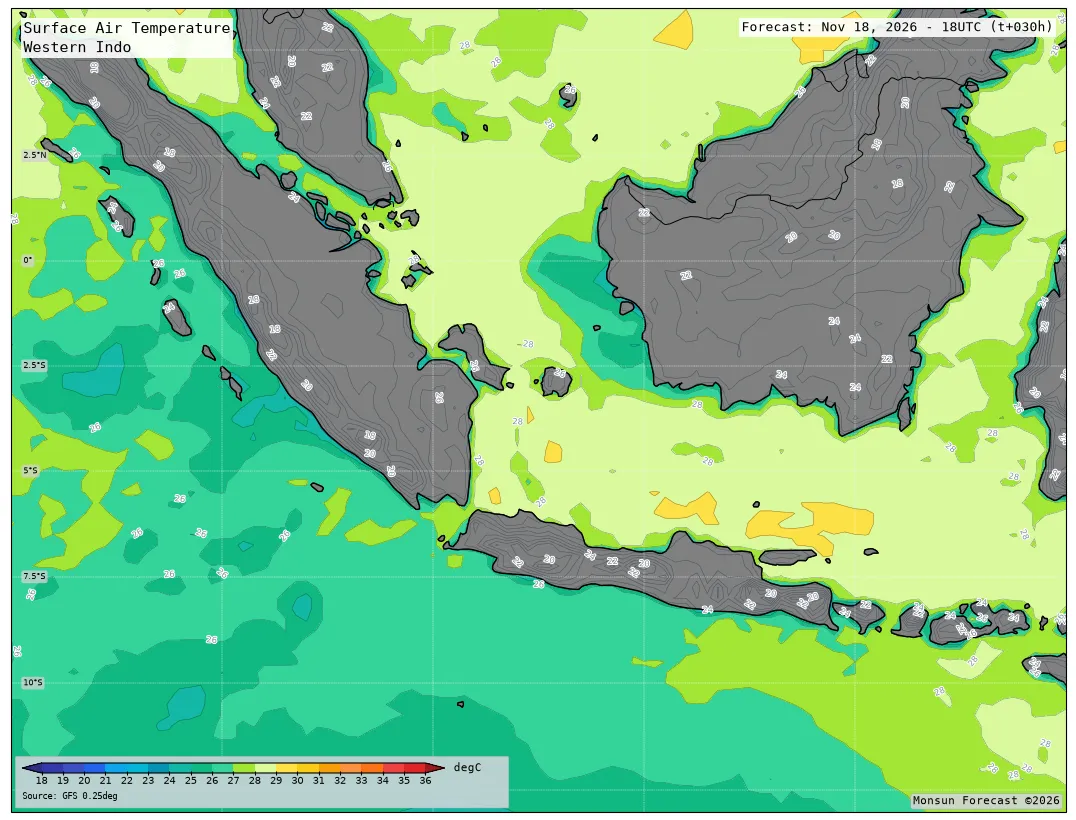 Surface Air Temperature
Western Indo
Forecast: Nov 18, 2026 - 18UTC (t+030h)
2.5°N
0°
2.5°S
5°S
7.5°S
10°S
degC
18 19 20 21 22 23 24 25 26 27 28 29 30 31 32 33 34 35 36
Source: GFS 0.25deg
Monsun Forecast ©2026